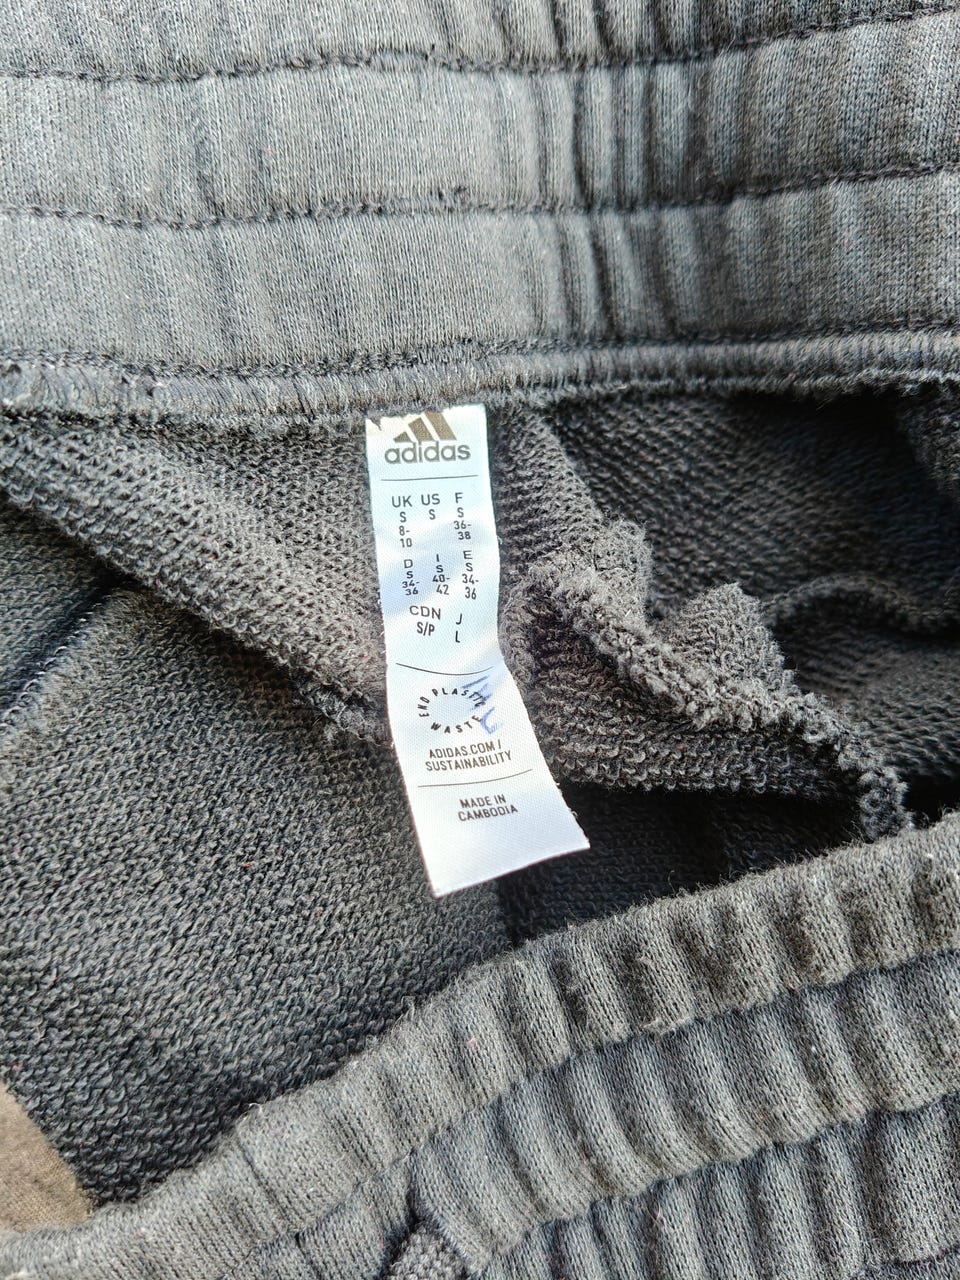 adidas
UK US F
S S S
8- 36-
10 38
D I E
S S S
34- 40- 34-
36 42 36
CDN J
S/P L
END PLASTIC
WASTE
ADIDAS.COM/
SUSTAINABILITY
MADE IN
CAMBODIA